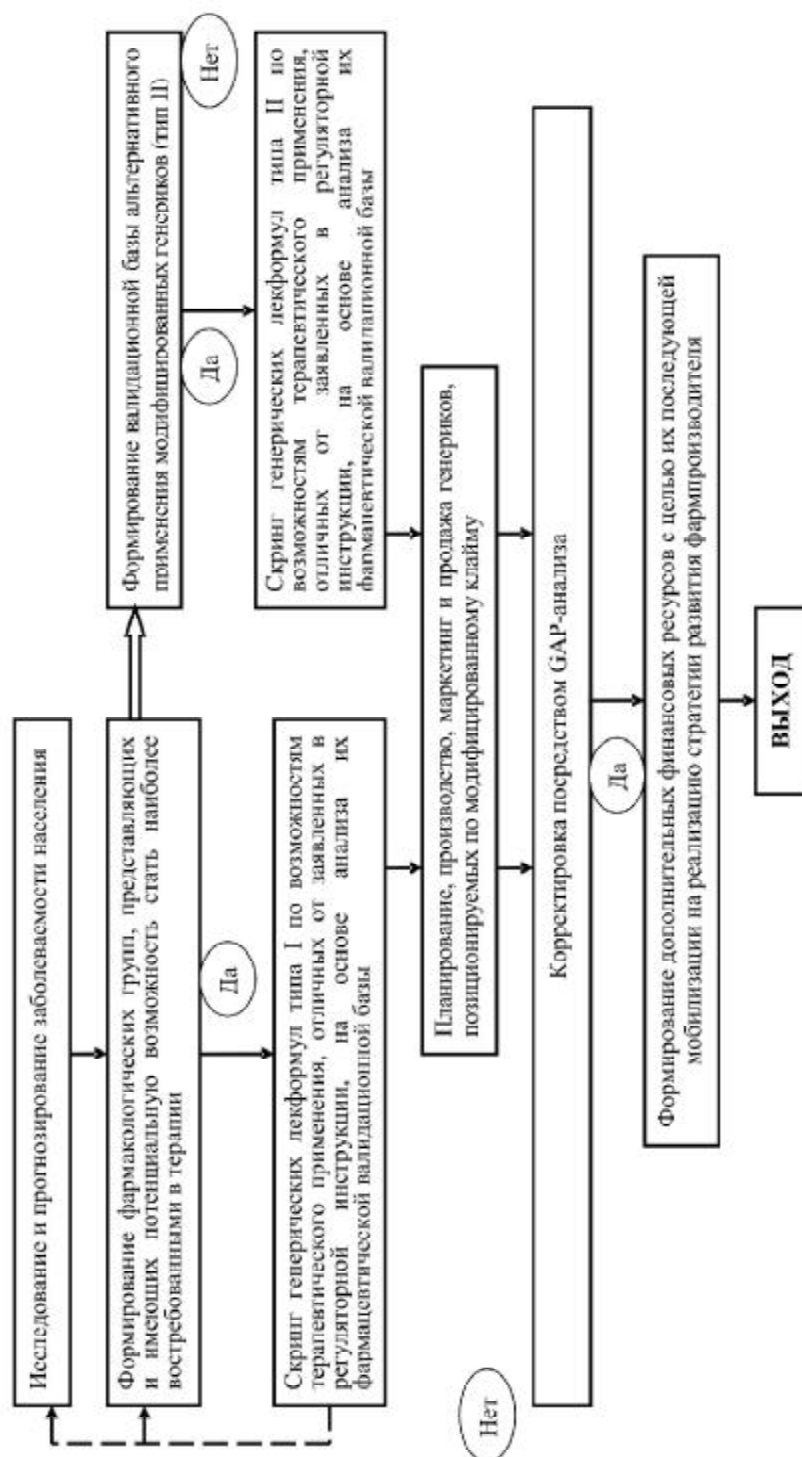 Исследование и прогнозирование заболеваемости населения
Формирование фармакологических групп, представляющих
и имеющих потенциальную возможность стать наиболее
востребованными в терапии
Формирование валидационной базы альтернативного
применения модифицированных генериков (тип II)
Да
Да
Нет
Скринг генерических лекформул типа I по возможностям
терапевтического применения, отличных от заявленных в
регуляторной инструкции, на основе анализа их
фармацевтической валидационной базы
Скринг генерических лекформул типа II по
возможностям терапевтического применения,
отличных от заявленных в регуляторной
инструкции, на основе анализа их
фармацевтической валидационной базы
Планирование, производство, маркетинг и продажа генериков,
позиционируемых по модифицированному клайму
Нет
Корректировка посредством GAP-анализа
Да
Формирование дополнительных финансовых ресурсов с целью их последующей
мобилизации на реализацию стратегии развития фармпроизводителя
ВЫХОД